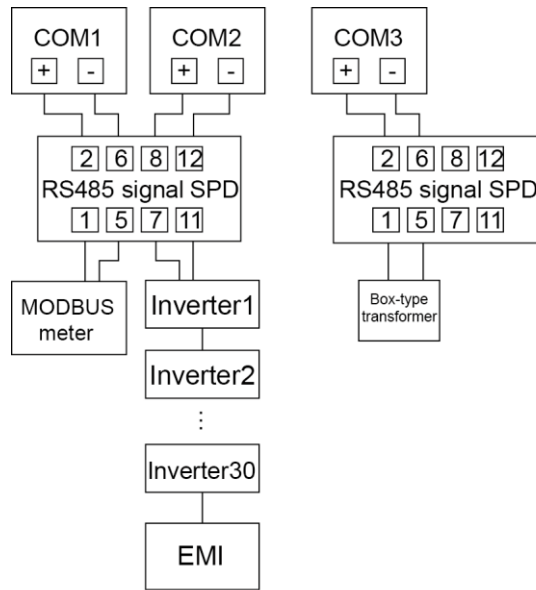 COM1 COM2 COM3
+ - + - + -
2 6 8 12 2 6 8 12
RS485 signal SPD RS485 signal SPD
1 5 7 11 1 5 7 11
MODBUS
meter
Inverter1
Box-type
transformer
Inverter2
⋮
Inverter30
EMI